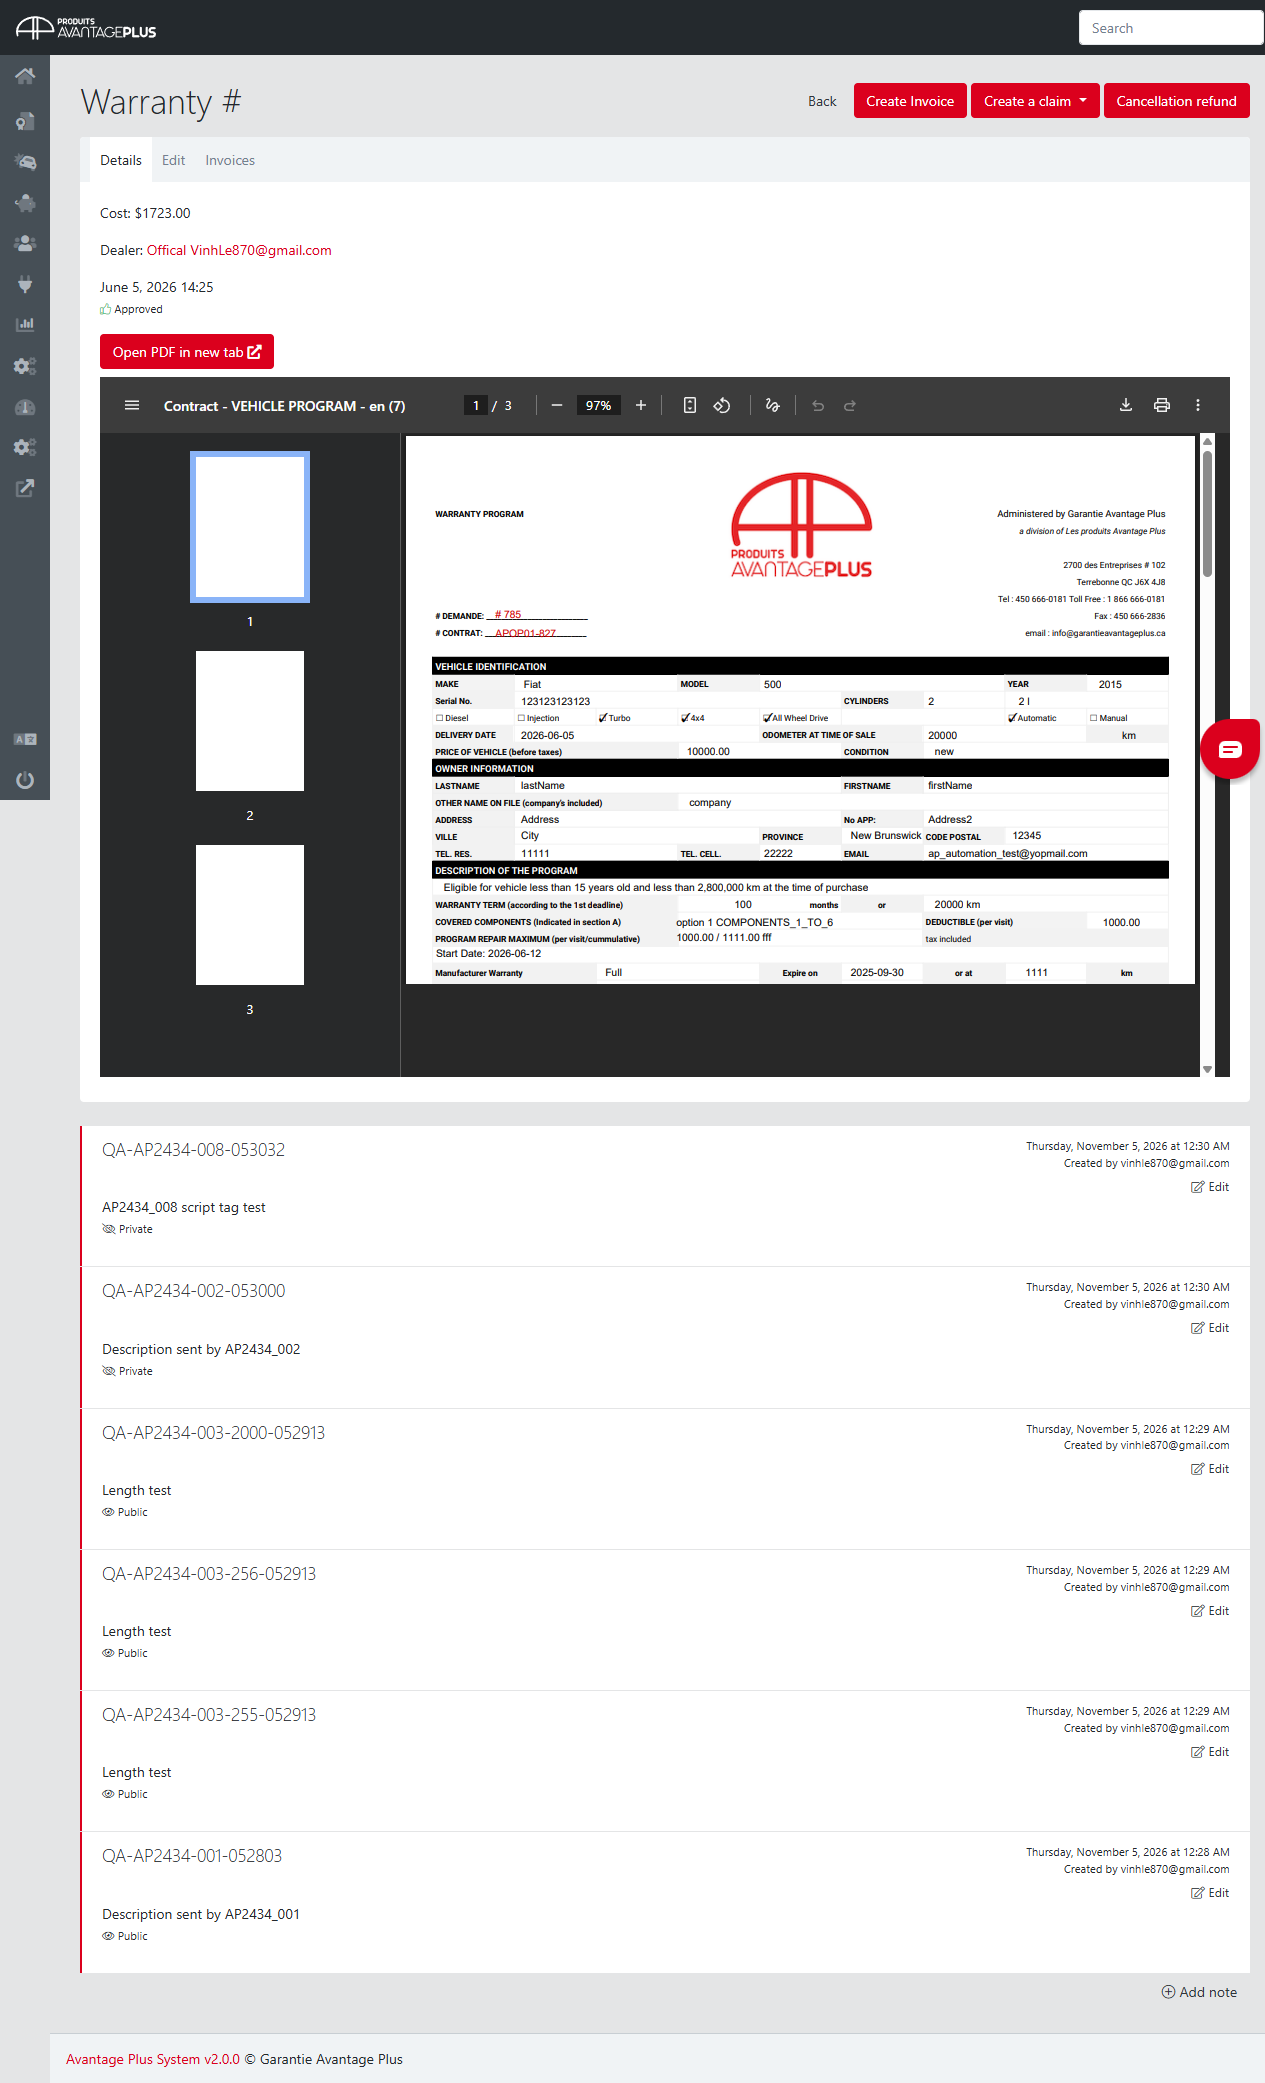 PRODUITS
AVANTAGEPLUS
Search
Warranty #
Back
Create Invoice
Create a claim
Cancellation refund
Details
Edit
Invoices
Cost: $1723.00
Dealer: Offical VinhLe870@gmail.com
June 5, 2026 14:25
Approved
Open PDF in new tab
Contract - VEHICLE PROGRAM - en (7)
1 / 3
97%
1
2
3
WARRANTY PROGRAM
PRODUITS
AVANTAGEPLUS
Administered by Garantie Avantage Plus
a division of Les produits Avantage Plus
2700 des Entreprises # 102
Terrebonne QC J6X 4J8
Tel : 450 666-0181 Toll Free : 1 866 666-0181
Fax : 450 666-2836
email : info@garantieavantageplus.ca
# DEMANDE: # 785
# CONTRAT: APOP01-827
VEHICLE IDENTIFICATION
MAKE Fiat MODEL 500 YEAR 2015
Serial No. 123123123123 CYLINDERS 2 2 l
Diesel Injection Turbo 4x4 All Wheel Drive Automatic Manual
DELIVERY DATE 2026-06-05 ODOMETER AT TIME OF SALE 20000 km
PRICE OF VEHICLE (before taxes) 10000.00 CONDITION new
OWNER INFORMATION
LASTNAME lastName FIRSTNAME firstName
OTHER NAME ON FILE (company's included) company
ADDRESS Address No APP: Address2
VILLE City PROVINCE New Brunswick CODE POSTAL 12345
TEL. RES. 11111 TEL. CELL. 22222 EMAIL ap_automation_test@yopmail.com
DESCRIPTION OF THE PROGRAM
Eligible for vehicle less than 15 years old and less than 2,800,000 km at the time of purchase
WARRANTY TERM (according to the 1st deadline) 100 months or 20000 km
COVERED COMPONENTS (Indicated in section A) option 1 COMPONENTS_1_TO_6 DEDUCTIBLE (per visit) 1000.00
PROGRAM REPAIR MAXIMUM (per visit/cummulative) 1000.00 / 1111.00 fff tax included
Start Date: 2026-06-12
Manufacturer Warranty Full Expire on 2025-09-30 or at 1111 km
QA-AP2434-008-053032
Thursday, November 5, 2026 at 12:30 AM
Created by vinhle870@gmail.com
Edit
AP2434_008 script tag test
Private
QA-AP2434-002-053000
Thursday, November 5, 2026 at 12:30 AM
Created by vinhle870@gmail.com
Edit
Description sent by AP2434_002
Private
QA-AP2434-003-2000-052913
Thursday, November 5, 2026 at 12:29 AM
Created by vinhle870@gmail.com
Edit
Length test
Public
QA-AP2434-003-256-052913
Thursday, November 5, 2026 at 12:29 AM
Created by vinhle870@gmail.com
Edit
Length test
Public
QA-AP2434-003-255-052913
Thursday, November 5, 2026 at 12:29 AM
Created by vinhle870@gmail.com
Edit
Length test
Public
QA-AP2434-001-052803
Thursday, November 5, 2026 at 12:28 AM
Created by vinhle870@gmail.com
Edit
Description sent by AP2434_001
Public
Add note
Avantage Plus System v2.0.0 © Garantie Avantage Plus